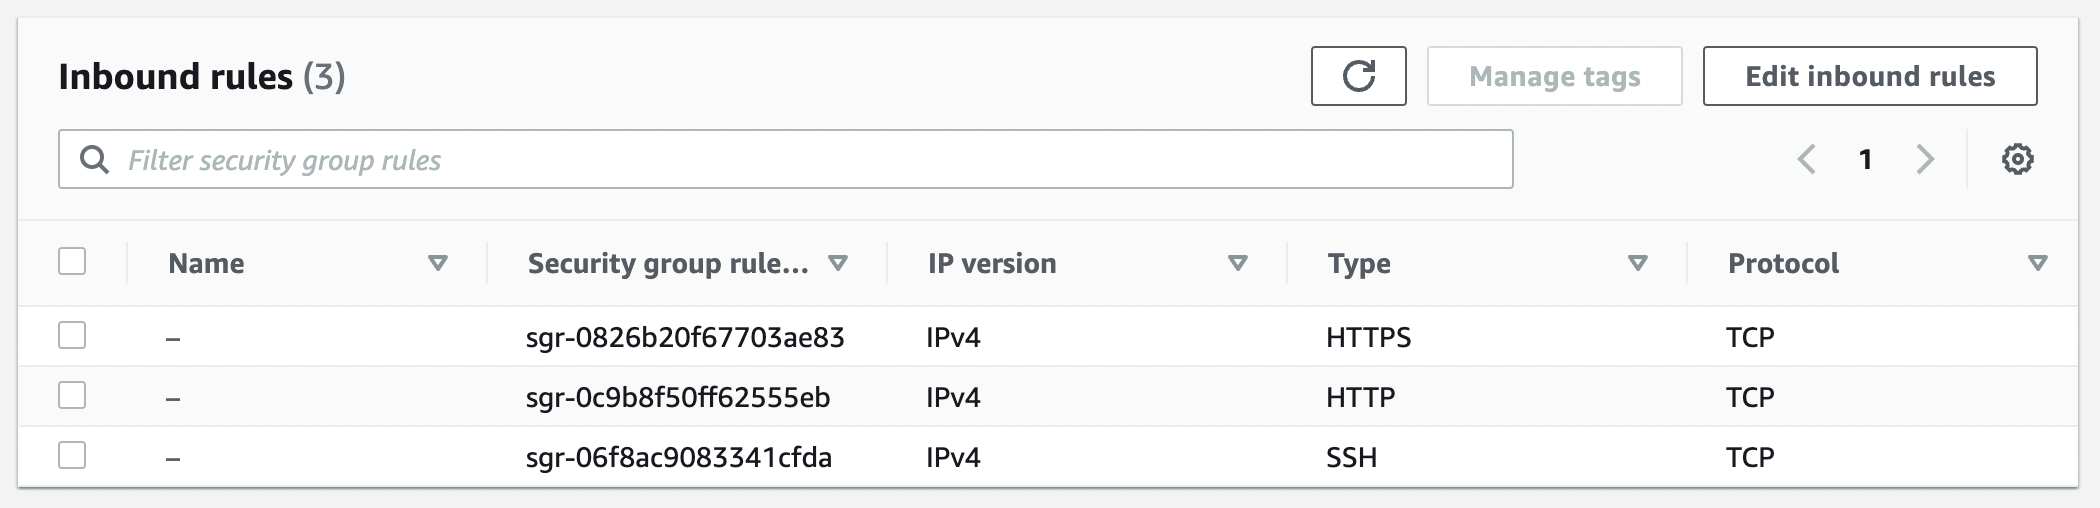 Inbound rules (3)
Manage tags
Edit inbound rules
Filter security group rules
1
Name Security group rule... IP version Type Protocol
– sgr-0826b20f67703ae83 IPv4 HTTPS TCP
– sgr-0c9b8f50ff62555eb IPv4 HTTP TCP
– sgr-06f8ac9083341cfda IPv4 SSH TCP